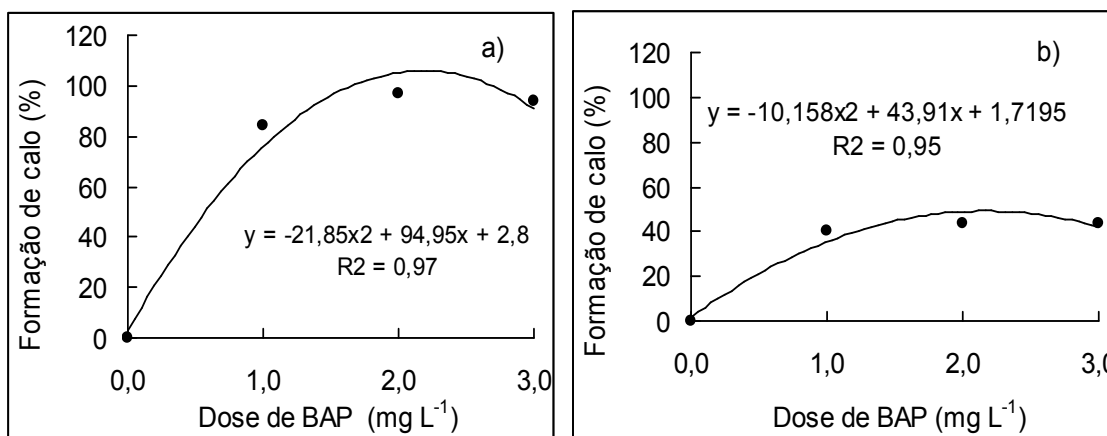 a)
120
100
80
60
40
20
0
Formação de calo (%)
y = -21,85x2 + 94,95x + 2,8
R2 = 0,97
0,0 1,0 2,0 3,0
Dose de BAP (mg L-1)
b)
120
100
80
60
40
20
0
Formação de calo (%)
y = -10,158x2 + 43,91x + 1,7195
R2 = 0,95
0,0 1,0 2,0 3,0
Dose de BAP (mg L-1)